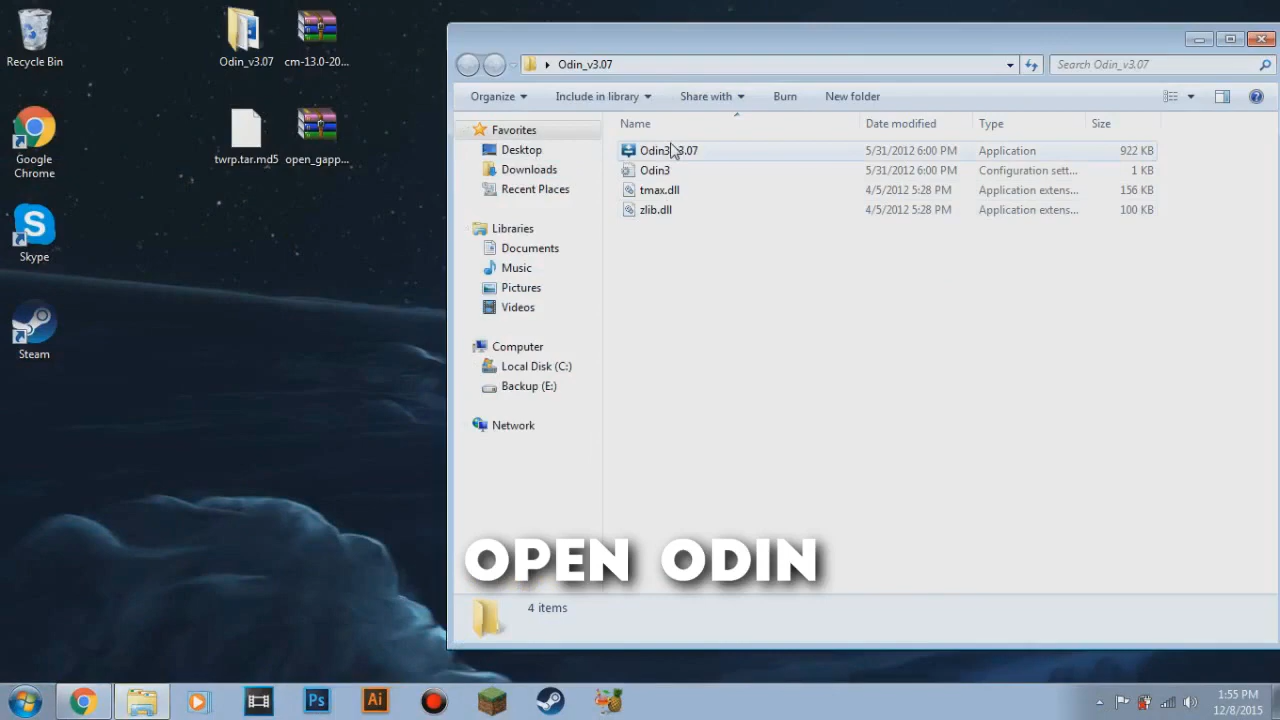 Recycle Bin
Odin_v3.07
cm-13.0-20...
Google
Chrome
twrp.tar.md5
open_gapp...
Skype
Steam
Odin_v3.07
Search Odin_v3.07
Organize
Include in library
Share with
Burn
New folder
Name
Date modified
Type
Size
Favorites
Desktop
Downloads
Recent Places
Libraries
Documents
Music
Pictures
Videos
Computer
Local Disk (C:)
Backup (E:)
Network
5/31/2012 6:00 PM Application 922 KB
Odin3 5/31/2012 6:00 PM Configuration sett... 1 KB
tmax.dll 4/5/2012 5:28 PM Application extens... 156 KB
zlib.dll 4/5/2012 5:28 PM Application extens... 100 KB
OPEN ODIN
4 items
Ps
Ai
1:55 PM
12/8/2015